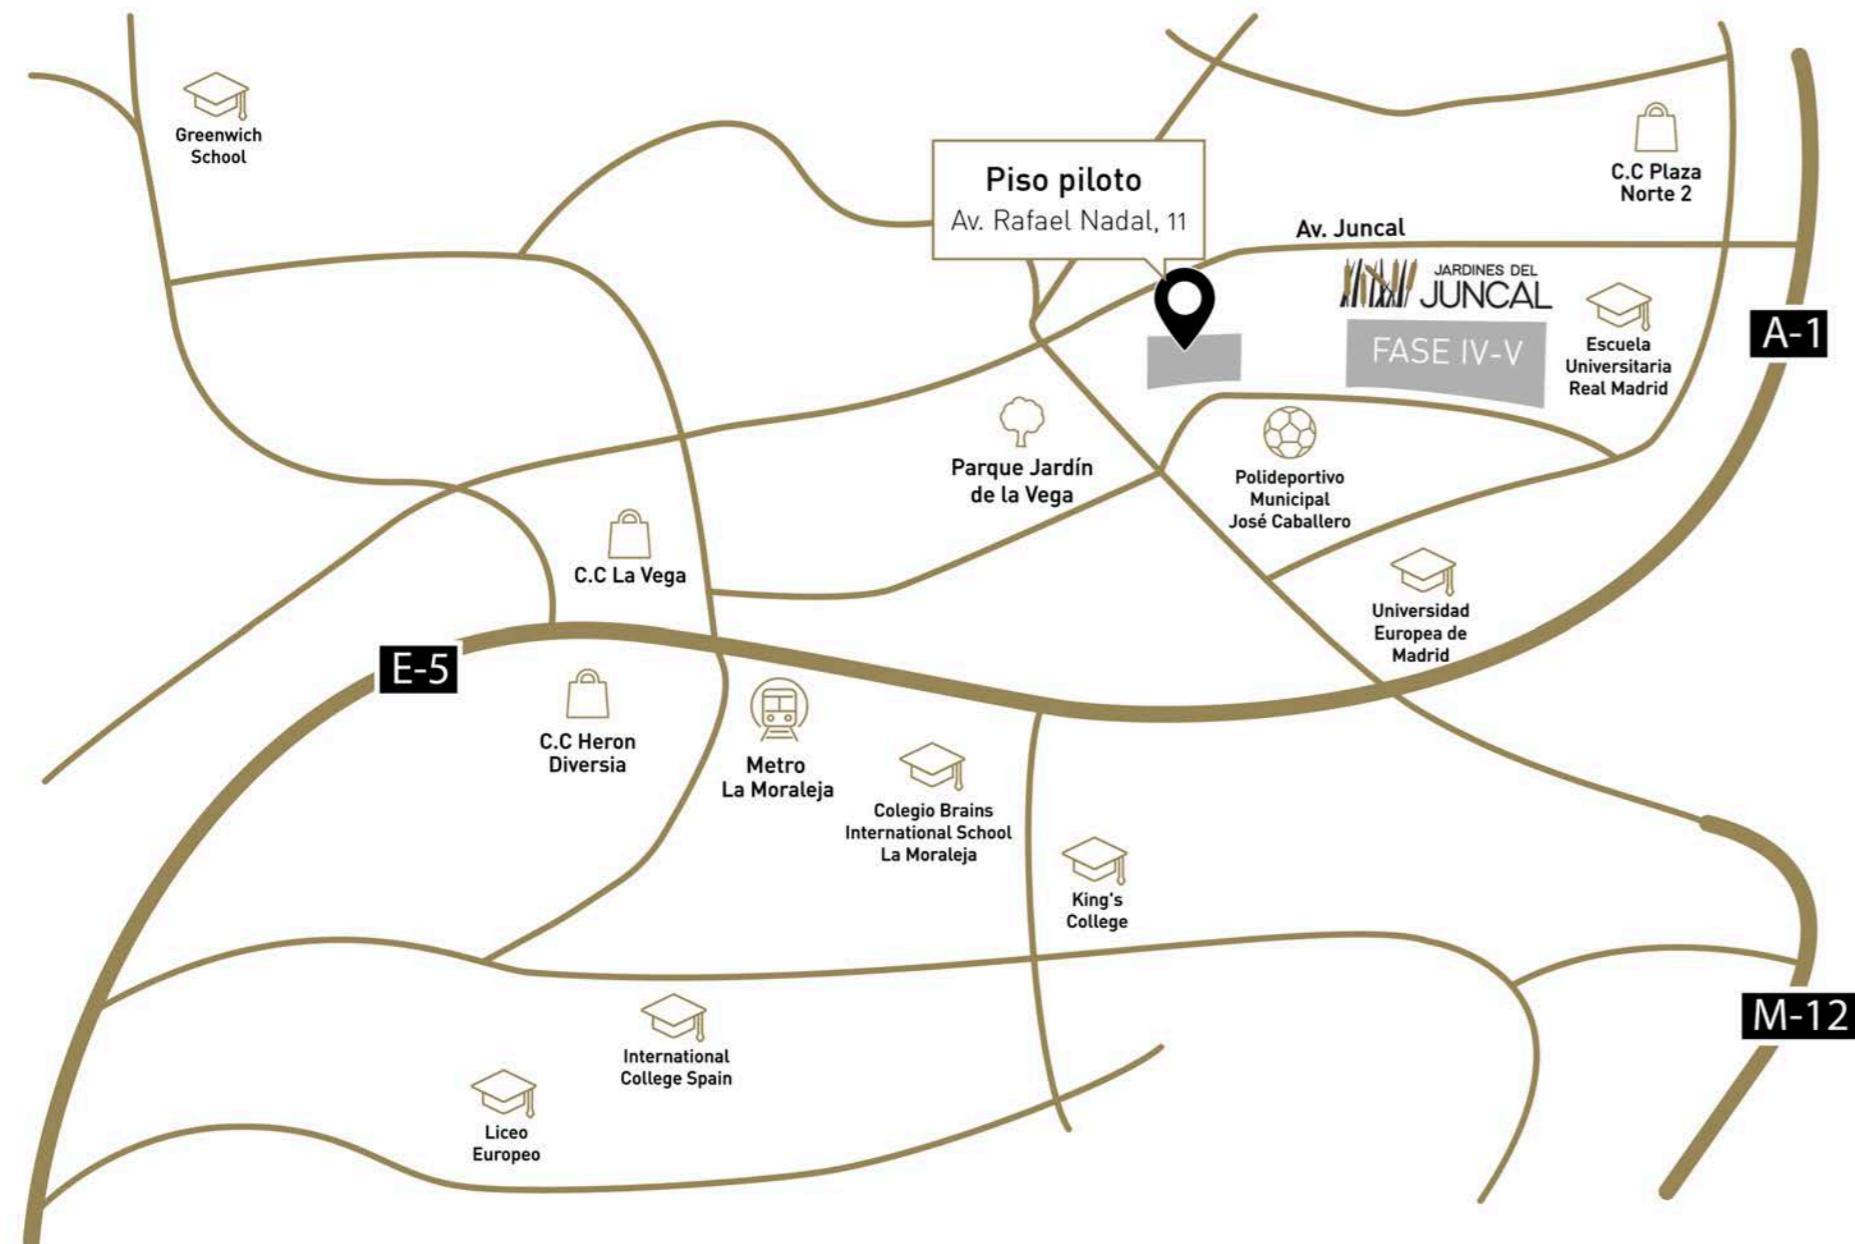 Greenwich
School
Piso piloto
Av. Rafael Nadal, 11
C.C Plaza
Norte 2
Av. Juncal
JARDINES DEL
JUNCAL
FASE IV-V
Escuela
Universitaria
Real Madrid
A-1
Parque Jardín
de la Vega
Polideportivo
Municipal
José Caballero
C.C La Vega
Universidad
Europea de
Madrid
E-5
C.C Heron
Diversia
Metro
La Moraleja
Colegio Brains
International School
La Moraleja
King's
College
M-12
International
College Spain
Liceo
Europeo